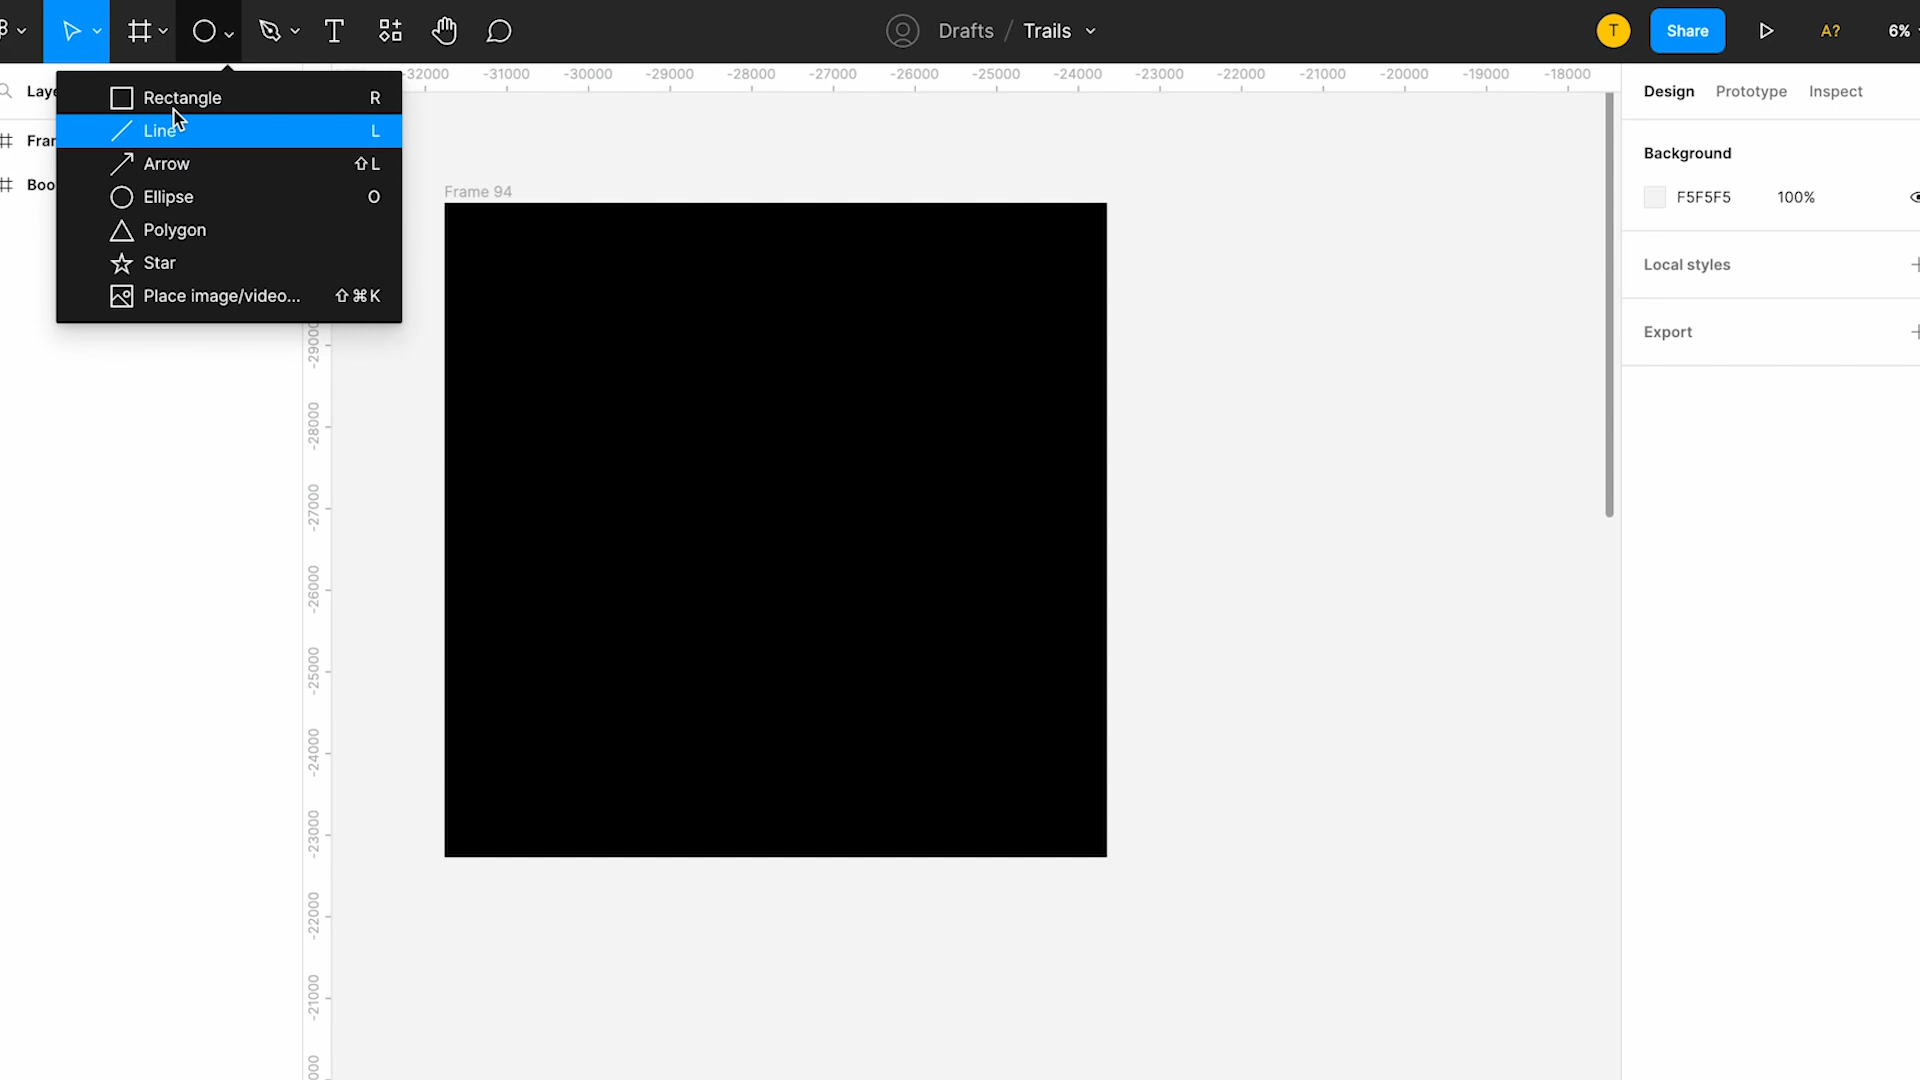 Drafts / Trails
T
Share
A?
6%
Laye
Fran
Boo
Rectangle R
Line L
Arrow ⇧L
Ellipse O
Polygon
Star
Place image/video... ⇧⌘K
-32000 -31000 -30000 -29000 -28000 -27000 -26000 -25000 -24000 -23000 -22000 -21000 -20000 -19000 -18000
Frame 94
-29000
-28000
-27000
-26000
-25000
-24000
-23000
-22000
-21000
Design Prototype Inspect
Background
F5F5F5 100%
Local styles
Export